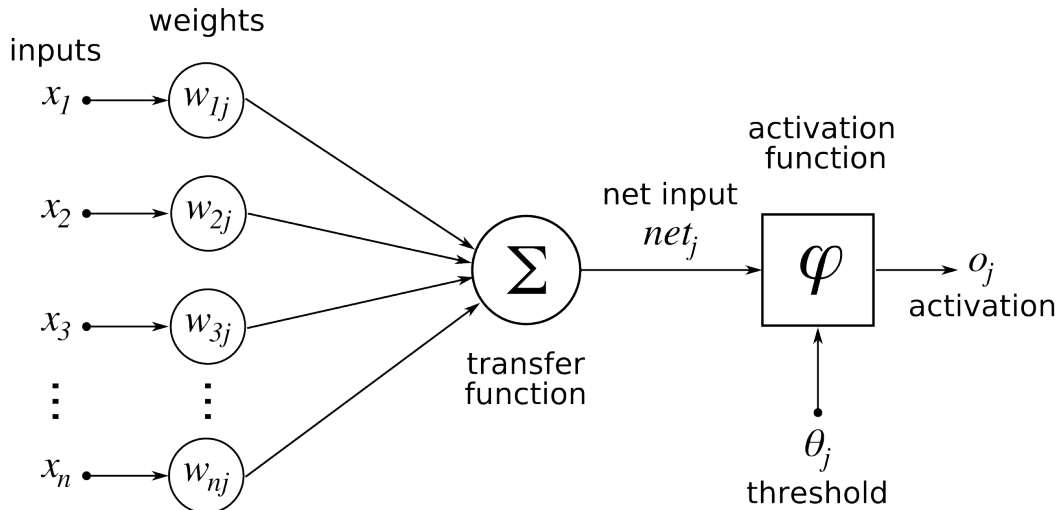 weights
inputs
x1
w1j
x2
w2j
x3
w3j
⋮ ⋮
xn
wnj
Σ
transfer
function
net input
netj
activation
function
φ
oj
activation
θj
threshold